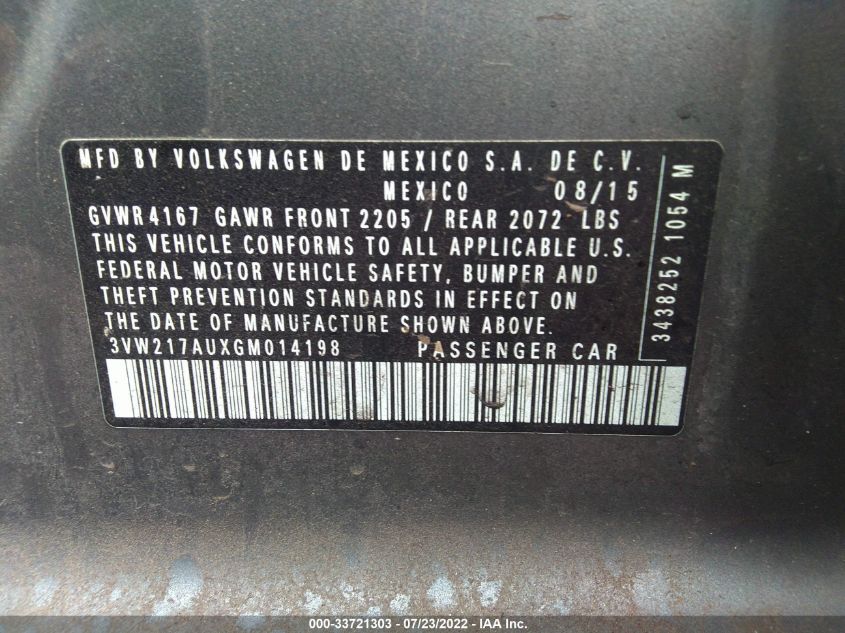 MFD BY VOLKSWAGEN DE MEXICO S.A. DE C.V.
MEXICO 08/15
GVWR 4167 GAWR FRONT 2205 / REAR 2072 LBS
THIS VEHICLE CONFORMS TO ALL APPLICABLE U.S.
FEDERAL MOTOR VEHICLE SAFETY, BUMPER AND
THEFT PREVENTION STANDARDS IN EFFECT ON
THE DATE OF MANUFACTURE SHOWN ABOVE.
3VW217AUXGM014198 PASSENGER CAR
3438252 1054 M
000-33721303 - 07/23/2022 - IAA Inc.